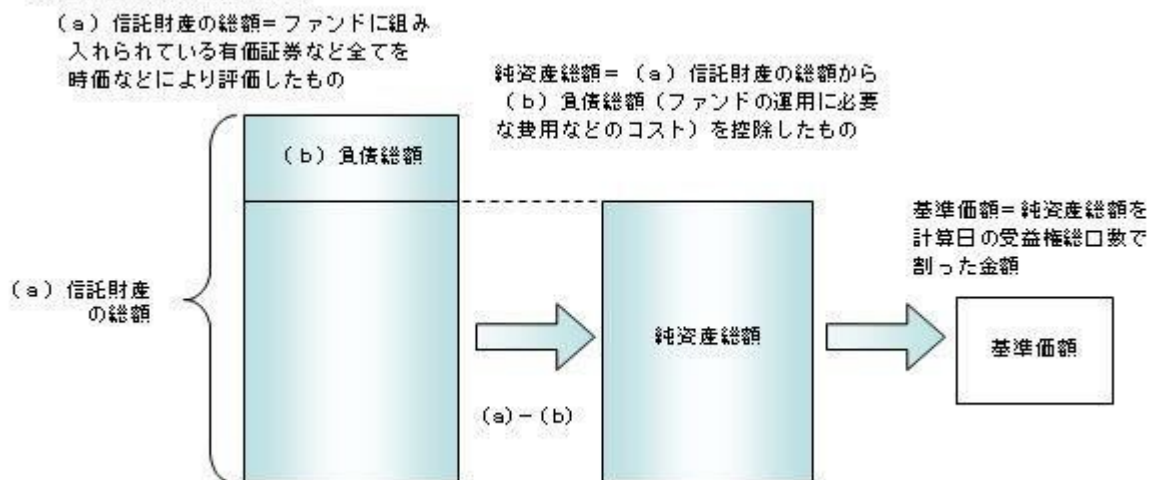 (a)信託財産の総額=ファンドに組み
入れられている有価証券など全てを
時価などにより評価したもの
純資産総額=(a)信託財産の総額から
(b)負債総額(ファンドの運用に必要
な費用などのコスト)を控除したもの
(b)負債総額
基準価額=純資産総額を
計算日の受益権総口数で
割った金額
(a)信託財産
の総額
純資産総額
基準価額
(a)-(b)